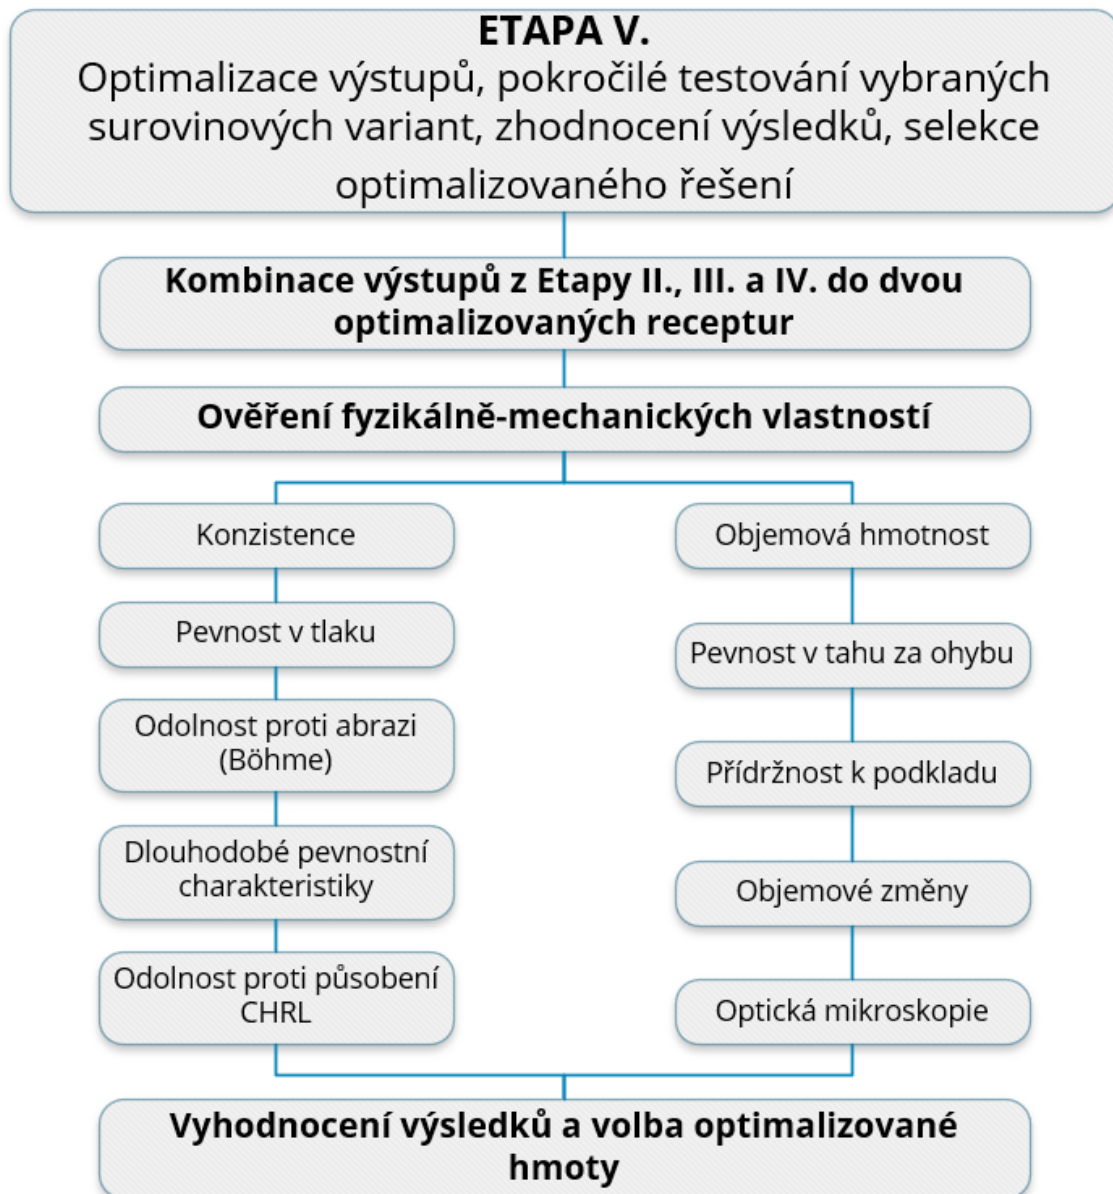 ETAPA V.
Optimalizace výstupů, pokročilé testování vybraných
surovinových variant, zhodnocení výsledků, selekce
optimalizovaného řešení
Kombinace výstupů z Etapy II., III. a IV. do dvou
optimalizovaných receptur
Ověření fyzikálně-mechanických vlastností
Konzistence
Pevnost v tlaku
Odolnost proti abrazi
(Böhme)
Dlouhodobé pevnostní
charakteristiky
Odolnost proti působení
CHRL
Objemová hmotnost
Pevnost v tahu za ohybu
Přídržnost k podkladu
Objemové změny
Optická mikroskopie
Vyhodnocení výsledků a volba optimalizované
hmoty